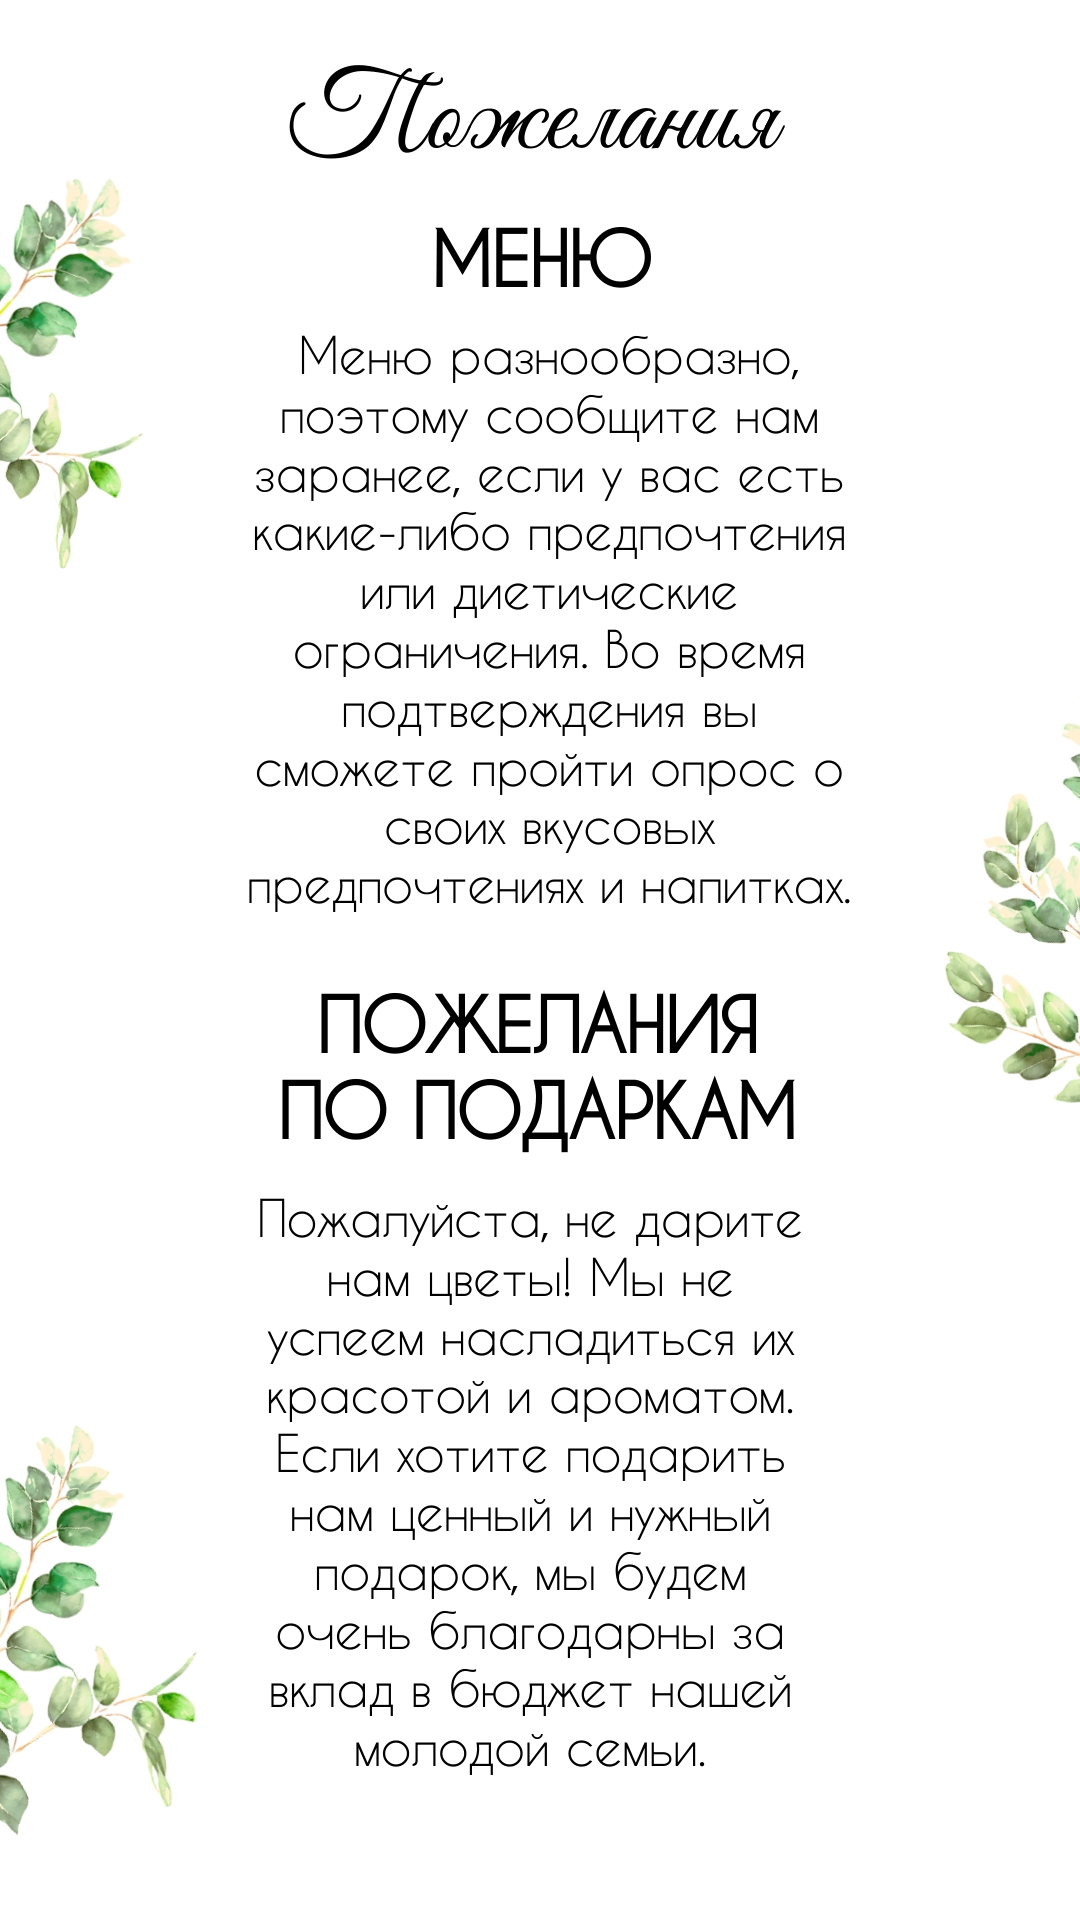 Пожелания
МЕНЮ
Меню разнообразно,
поэтому сообщите нам
заранее, если у вас есть
какие-либо предпочтения
или диетические
ограничения. Во время
подтверждения вы
сможете пройти опрос о
своих вкусовых
предпочтениях и напитках.
ПОЖЕЛАНИЯ
ПО ПОДАРКАМ
Пожалуйста, не дарите
нам цветы! Мы не
успеем насладиться их
красотой и ароматом.
Если хотите подарить
нам ценный и нужный
подарок, мы будем
очень благодарны за
вклад в бюджет нашей
молодой семьи.